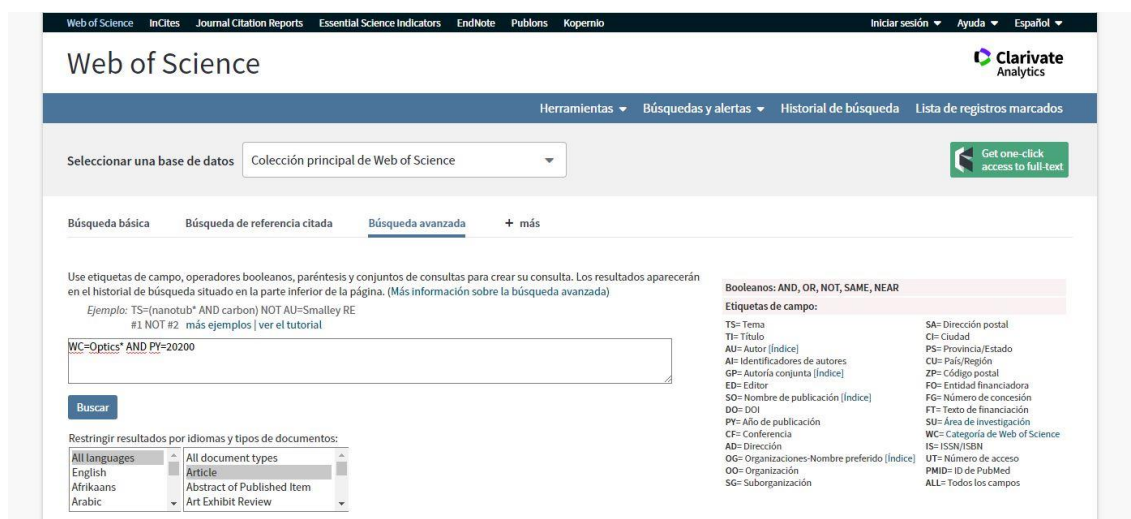 Web of Science InCites Journal Citation Reports Essential Science Indicators EndNote Publons Kopernio Iniciar sesión Ayuda Español
Web of Science
Clarivate
Analytics
Herramientas Búsquedas y alertas Historial de búsqueda Lista de registros marcados
Seleccionar una base de datos Colección principal de Web of Science
Get one-click
access to full-text
Búsqueda básica Búsqueda de referencia citada Búsqueda avanzada + más
Use etiquetas de campo, operadores booleanos, paréntesis y conjuntos de consultas para crear su consulta. Los resultados aparecerán
en el historial de búsqueda situado en la parte inferior de la página. (Más información sobre la búsqueda avanzada)
Ejemplo: TS=(nanotub* AND carbon) NOT AU=Smalley RE
#1 NOT #2 más ejemplos | ver el tutorial
WC=Optics* AND PY=20200
Buscar
Restringir resultados por idiomas y tipos de documentos:
All languages
English
Afrikaans
Arabic
All document types
Article
Abstract of Published Item
Art Exhibit Review
Booleanos: AND, OR, NOT, SAME, NEAR
Etiquetas de campo:
TS= Tema
TI= Título
AU= Autor [Índice]
AI= Identificadores de autores
GP= Autoría conjunta [Índice]
ED= Editor
SO= Nombre de publicación [Índice]
DO= DOI
PY= Año de publicación
CF= Conferencia
AD= Dirección
OG= Organizaciones-Nombre preferido [Índice]
OO= Organización
SG= Suborganización
SA= Dirección postal
CI= Ciudad
PS= Provincia/Estado
CU= País/Región
ZP= Código postal
FO= Entidad financiadora
FG= Número de concesión
FT= Texto de financiación
SU= Área de investigación
WC= Categoría de Web of Science
IS= ISSN/ISBN
UT= Número de acceso
PMID= ID de PubMed
ALL= Todos los campos